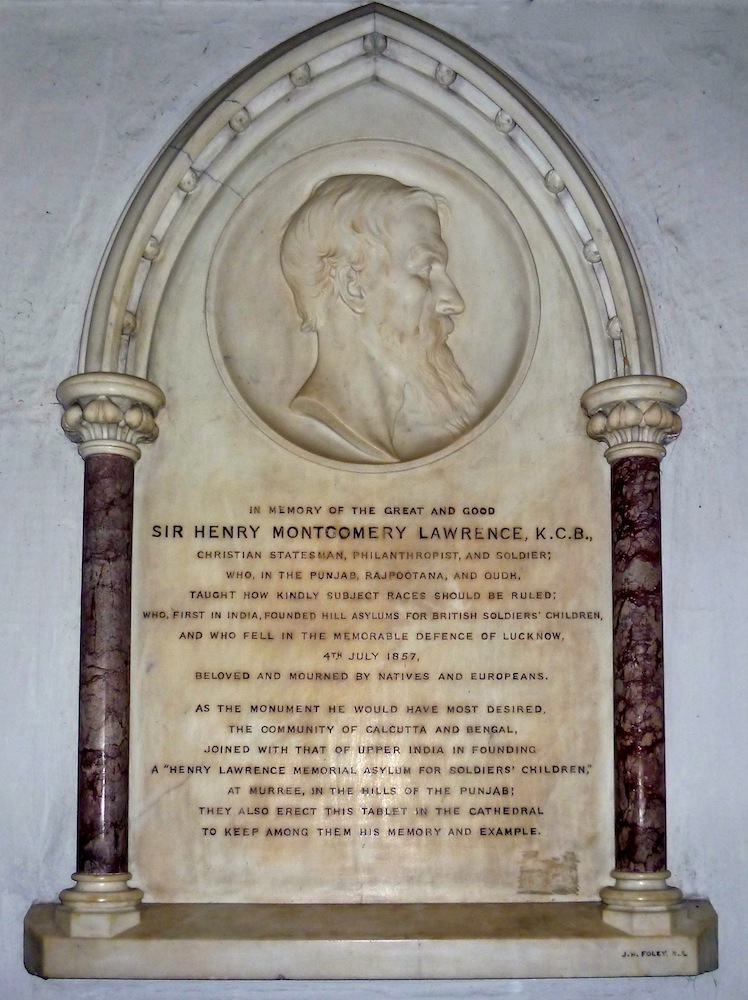 IN MEMORY OF THE GREAT AND GOOD
SIR HENRY MONTGOMERY LAWRENCE, K.C.B.,
CHRISTIAN STATESMAN, PHILANTHROPIST, AND SOLDIER;
WHO, IN THE PUNJAB, RAJPOOTANA, AND OUDH,
TAUGHT HOW KINDLY SUBJECT RACES SHOULD BE RULED;
WHO, FIRST IN INDIA, FOUNDED HILL ASYLUMS FOR BRITISH SOLDIERS' CHILDREN,
AND WHO FELL IN THE MEMORABLE DEFENCE OF LUCKNOW,
4TH JULY 1857,
BELOVED AND MOURNED BY NATIVES AND EUROPEANS.
AS THE MONUMENT HE WOULD HAVE MOST DESIRED,
THE COMMUNITY OF CALCUTTA AND BENGAL,
JOINED WITH THAT OF UPPER INDIA IN FOUNDING
A "HENRY LAWRENCE MEMORIAL ASYLUM FOR SOLDIERS' CHILDREN,"
AT MURREE, IN THE HILLS OF THE PUNJAB;
THEY ALSO ERECT THIS TABLET IN THE CATHEDRAL
TO KEEP AMONG THEM HIS MEMORY AND EXAMPLE.
J.H. FOLEY,